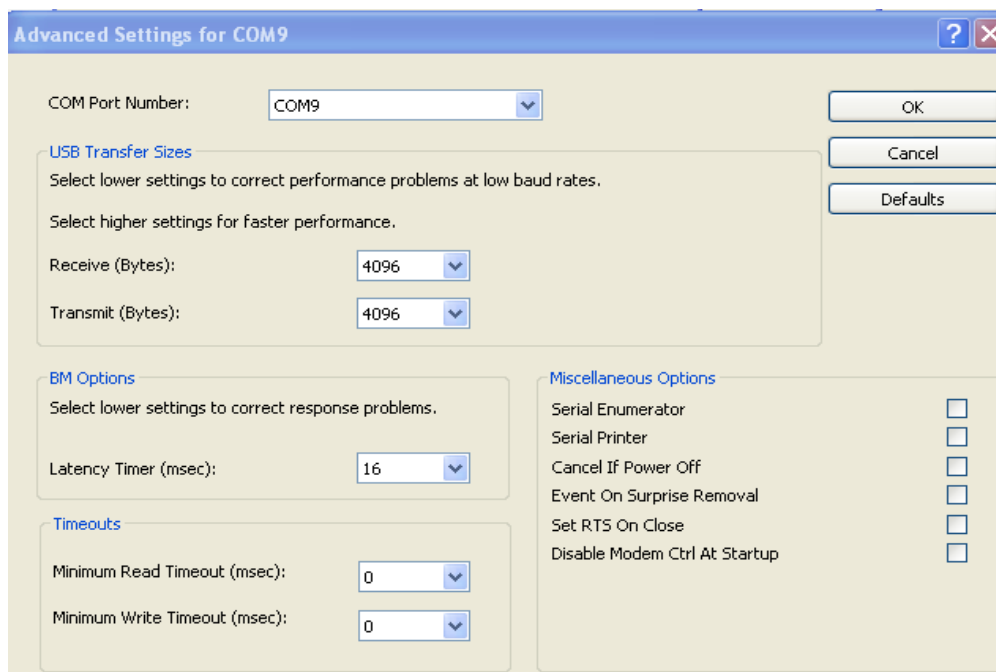 Advanced Settings for COM9
COM Port Number: COM9
OK
USB Transfer Sizes
Cancel
Select lower settings to correct performance problems at low baud rates.
Defaults
Select higher settings for faster performance.
Receive (Bytes): 4096
Transmit (Bytes): 4096
BM Options
Select lower settings to correct response problems.
Latency Timer (msec): 16
Timeouts
Minimum Read Timeout (msec): 0
Minimum Write Timeout (msec): 0
Miscellaneous Options
Serial Enumerator
Serial Printer
Cancel If Power Off
Event On Surprise Removal
Set RTS On Close
Disable Modem Ctrl At Startup